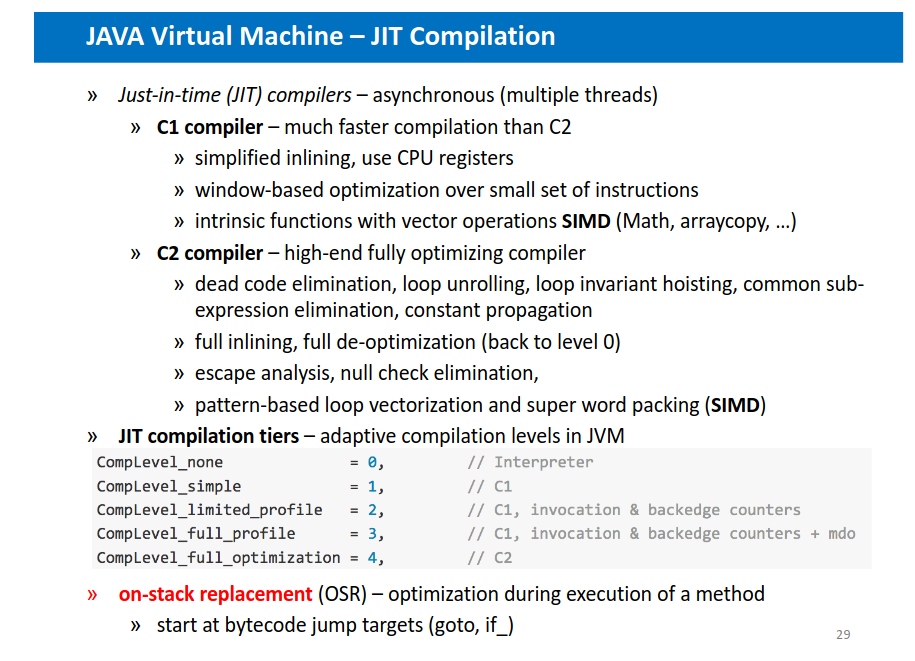 JAVA Virtual Machine – JIT Compilation
» Just-in-time (JIT) compilers – asynchronous (multiple threads)
» C1 compiler – much faster compilation than C2
» simplified inlining, use CPU registers
» window-based optimization over small set of instructions
» intrinsic functions with vector operations SIMD (Math, arraycopy, …)
» C2 compiler – high-end fully optimizing compiler
» dead code elimination, loop unrolling, loop invariant hoisting, common sub-
expression elimination, constant propagation
» full inlining, full de-optimization (back to level 0)
» escape analysis, null check elimination,
» pattern-based loop vectorization and super word packing (SIMD)
» JIT compilation tiers – adaptive compilation levels in JVM
CompLevel_none = 0, // Interpreter
CompLevel_simple = 1, // C1
CompLevel_limited_profile = 2, // C1, invocation & backedge counters
CompLevel_full_profile = 3, // C1, invocation & backedge counters + mdo
CompLevel_full_optimization = 4, // C2
» on-stack replacement (OSR) – optimization during execution of a method
» start at bytecode jump targets (goto, if_)
29